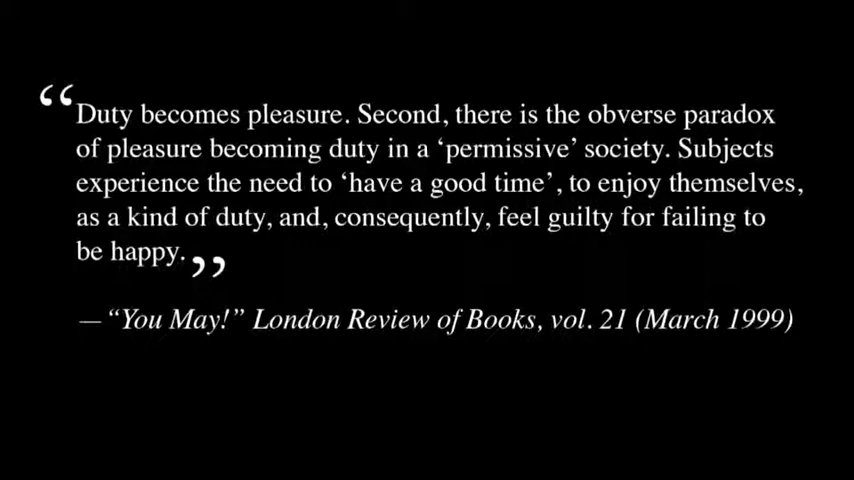 “Duty becomes pleasure. Second, there is the obverse paradox
of pleasure becoming duty in a ‘permissive’ society. Subjects
experience the need to ‘have a good time’, to enjoy themselves,
as a kind of duty, and, consequently, feel guilty for failing to
be happy.”
—“You May!” London Review of Books, vol. 21 (March 1999)